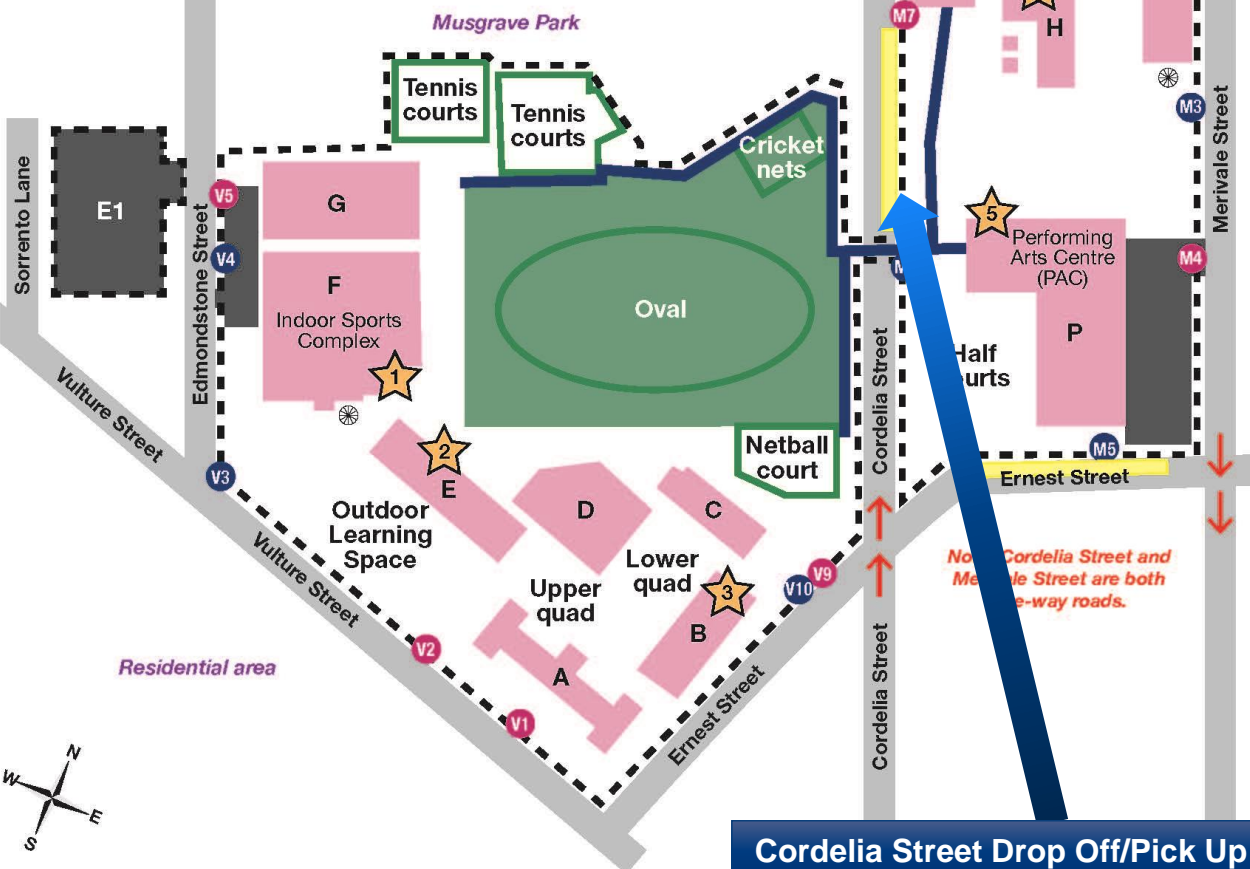 Musgrave Park
M7
H
Tennis
courts
Tennis
courts
Cricket
nets
M3
Merivale Street
Sorrento Lane
E1
V5
G
5
Performing
Arts Centre
(PAC)
M4
Edmondstone Street
V4
F
Indoor Sports
Complex
Oval
P
Half
Cordelia Street
1
Vulture Street
2
E
Netball
court
M5
Ernest Street
V3
D
C
Outdoor
Learning
Space
Lower
quad
Upper
quad
Vulture Street
V9
V10
3
B
Cordelia Street and
Street are both
roads.
V2
A
Residential area
V1
Ernest Street
Cordelia Street
N
W
E
S
Cordelia Street Drop Off/Pick Up